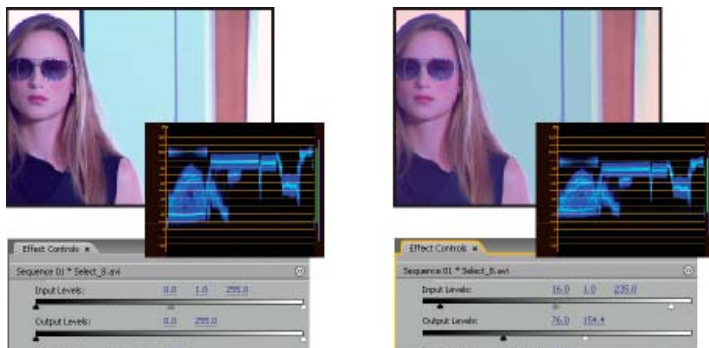 Effect Controls ×
Sequence 01 * Select_B.avi
Input Levels: 0.0 1.0 255.0
Output Levels: 0.0 255.0
Effect Controls ×
Sequence 01 * Select_B.avi
Input Levels: 16.0 1.0 235.0
Output Levels: 76.0 154.4